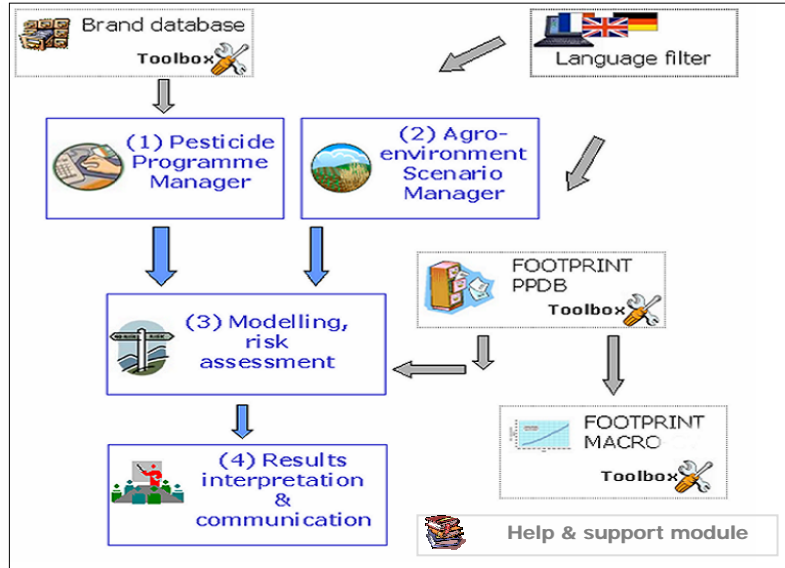 Brand database
Toolbox
Language filter
(1) Pesticide
Programme
Manager
(2) Agro-
environment
Scenario
Manager
FOOTPRINT
PPDB
Toolbox
(3) Modelling,
risk
assessment
FOOTPRINT
MACRO
Toolbox
(4) Results
interpretation
&
communication
Help & support module